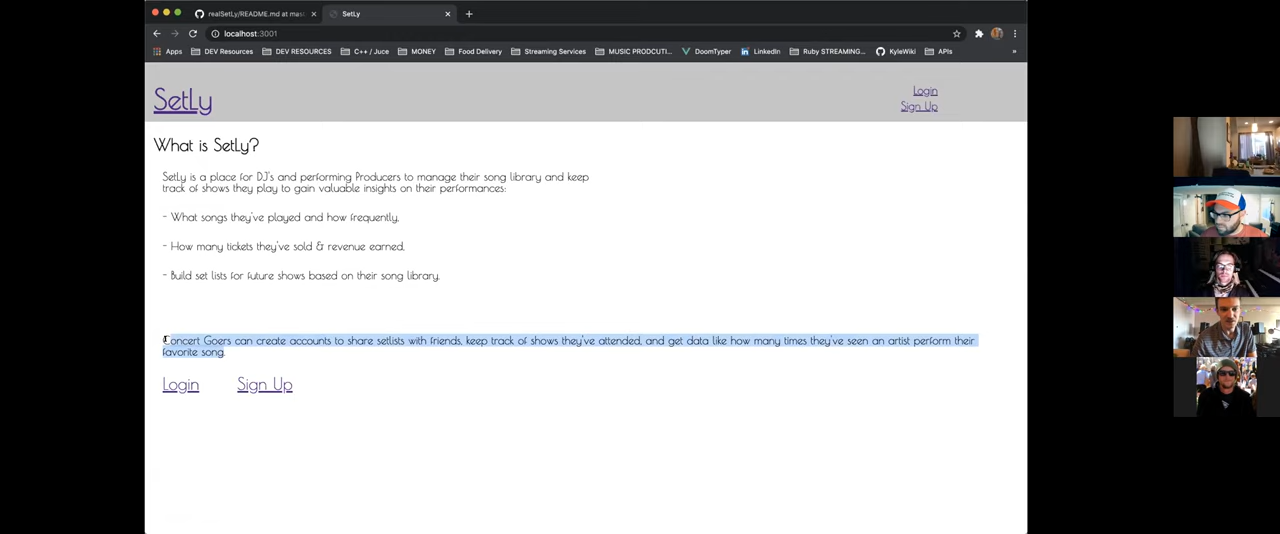 realSetLy/README.md at mast
SetLy
localhost:3001
Apps DEV Resources DEV RESOURCES C++ / Juce MONEY Food Delivery Streaming Services MUSIC PRODCUTI... DoomTyper LinkedIn Ruby STREAMING... KyleWiki APIs »
SetLy
Login
Sign Up
What is SetLy?
SetLy is a place for DJ's and performing Producers to manage their song library and keep
track of shows they play to gain valuable insights on their performances:
- What songs they've played and how frequently.
- How many tickets they've sold & revenue earned.
- Build set lists for future shows based on their song library.
Concert Goers can create accounts to share setlists with friends, keep track of shows they've attended, and get data like how many times they've seen an artist perform their
favorite song.
Login Sign Up